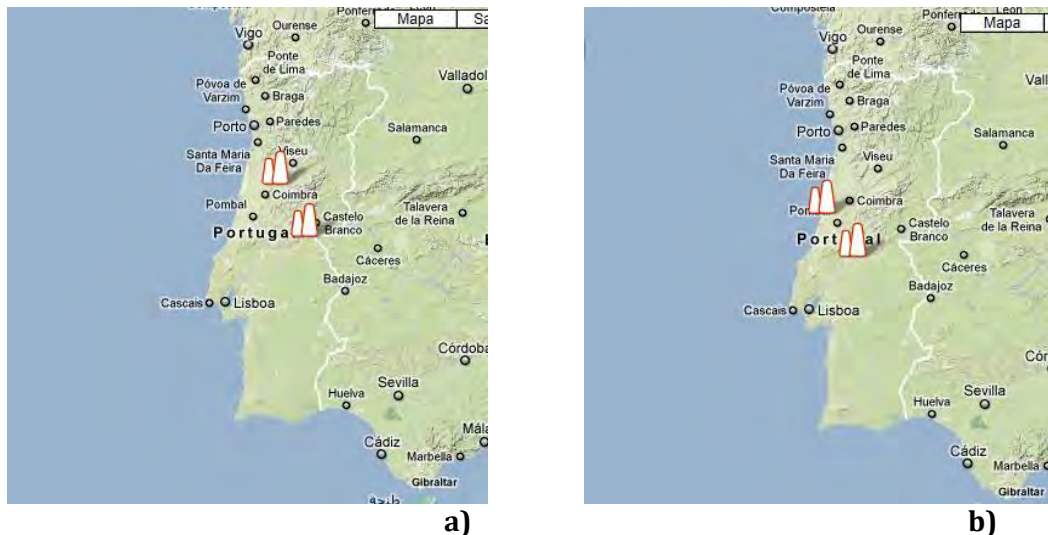 Ourense
Mapa
Vigo
Ponte
de Lima
Póvoa de
Varzim
Braga
Porto
Paredes
Salamanca
Santa Maria
Da Feira
Viseu
Coimbra
Pombal
Talavera
de la Reina
Castelo
Branco
Cáceres
Badajoz
Cascais
Lisboa
Córdoba
Sevilla
Huelva
Cádiz
Marbella
Gibraltar
a)
Ourense
Mapa
Vigo
Ponte
de Lima
Póvoa de
Varzim
Braga
Porto
Paredes
Salamanca
Santa Maria
Da Feira
Viseu
Coimbra
Talavera
de la Reina
Castelo
Branco
Cáceres
Badajoz
Cascais
Lisboa
Sevilla
Huelva
Cádiz
Marbella
Gibraltar
b)